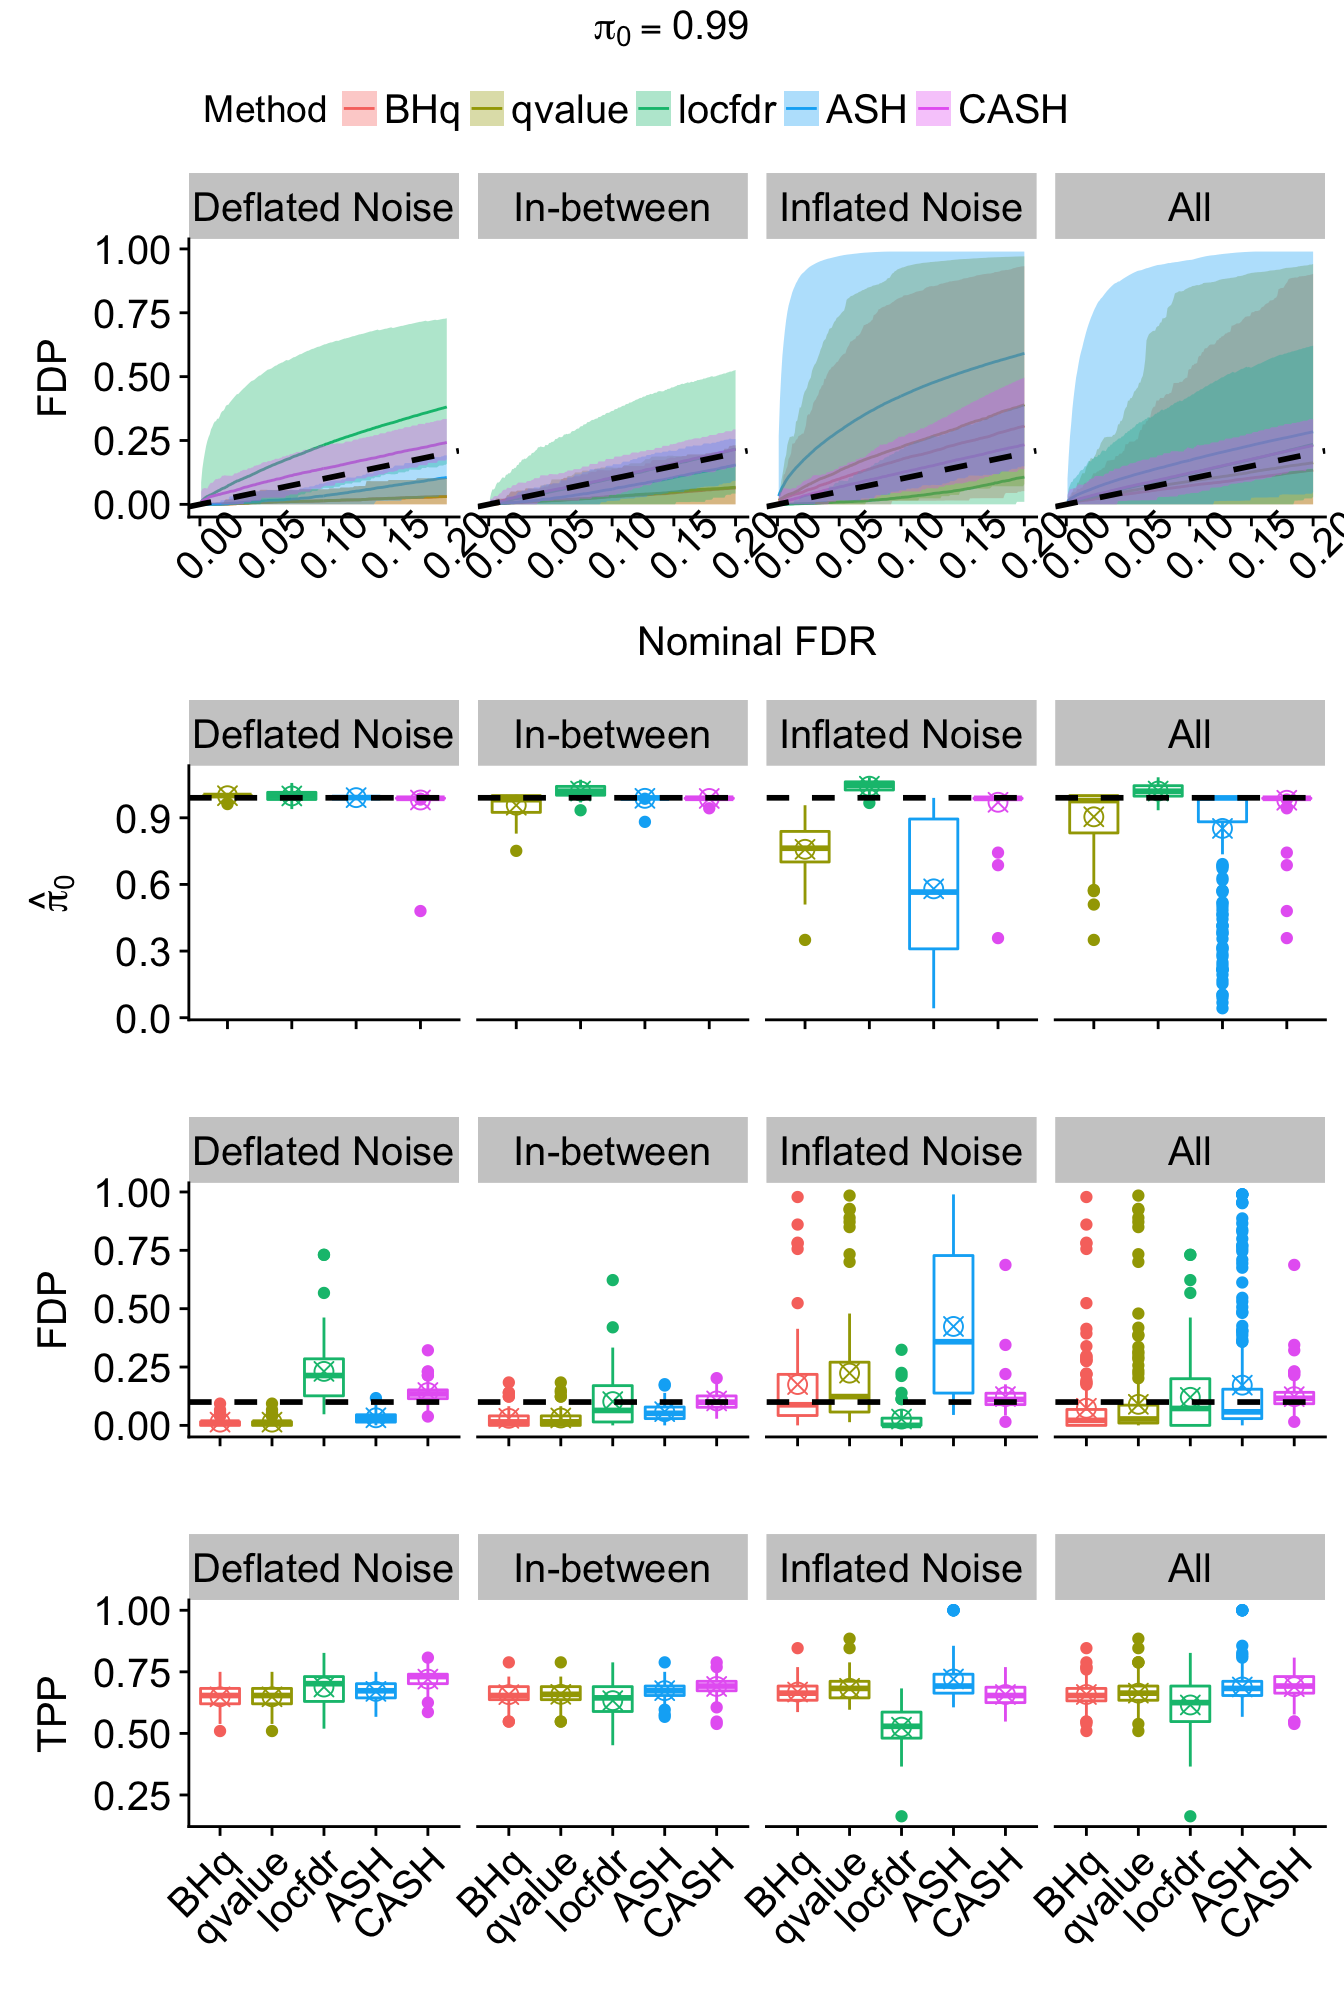 π0 = 0.99
Method BHq qvalue locfdr ASH CASH
Deflated Noise In-between Inflated Noise All
FDP
1.00
0.75
0.50
0.25
0.00
0.00 0.05 0.10 0.15 0.20 0.00 0.05 0.10 0.15 0.20 0.00 0.05 0.10 0.15 0.20 0.00 0.05 0.10 0.15 0.20
Nominal FDR
Deflated Noise In-between Inflated Noise All
π̂0
0.9
0.6
0.3
0.0
Deflated Noise In-between Inflated Noise All
FDP
1.00
0.75
0.50
0.25
0.00
Deflated Noise In-between Inflated Noise All
TPP
1.00
0.75
0.50
0.25
BHq qvalue locfdr ASH CASH BHq qvalue locfdr ASH CASH BHq qvalue locfdr ASH CASH BHq qvalue locfdr ASH CASH